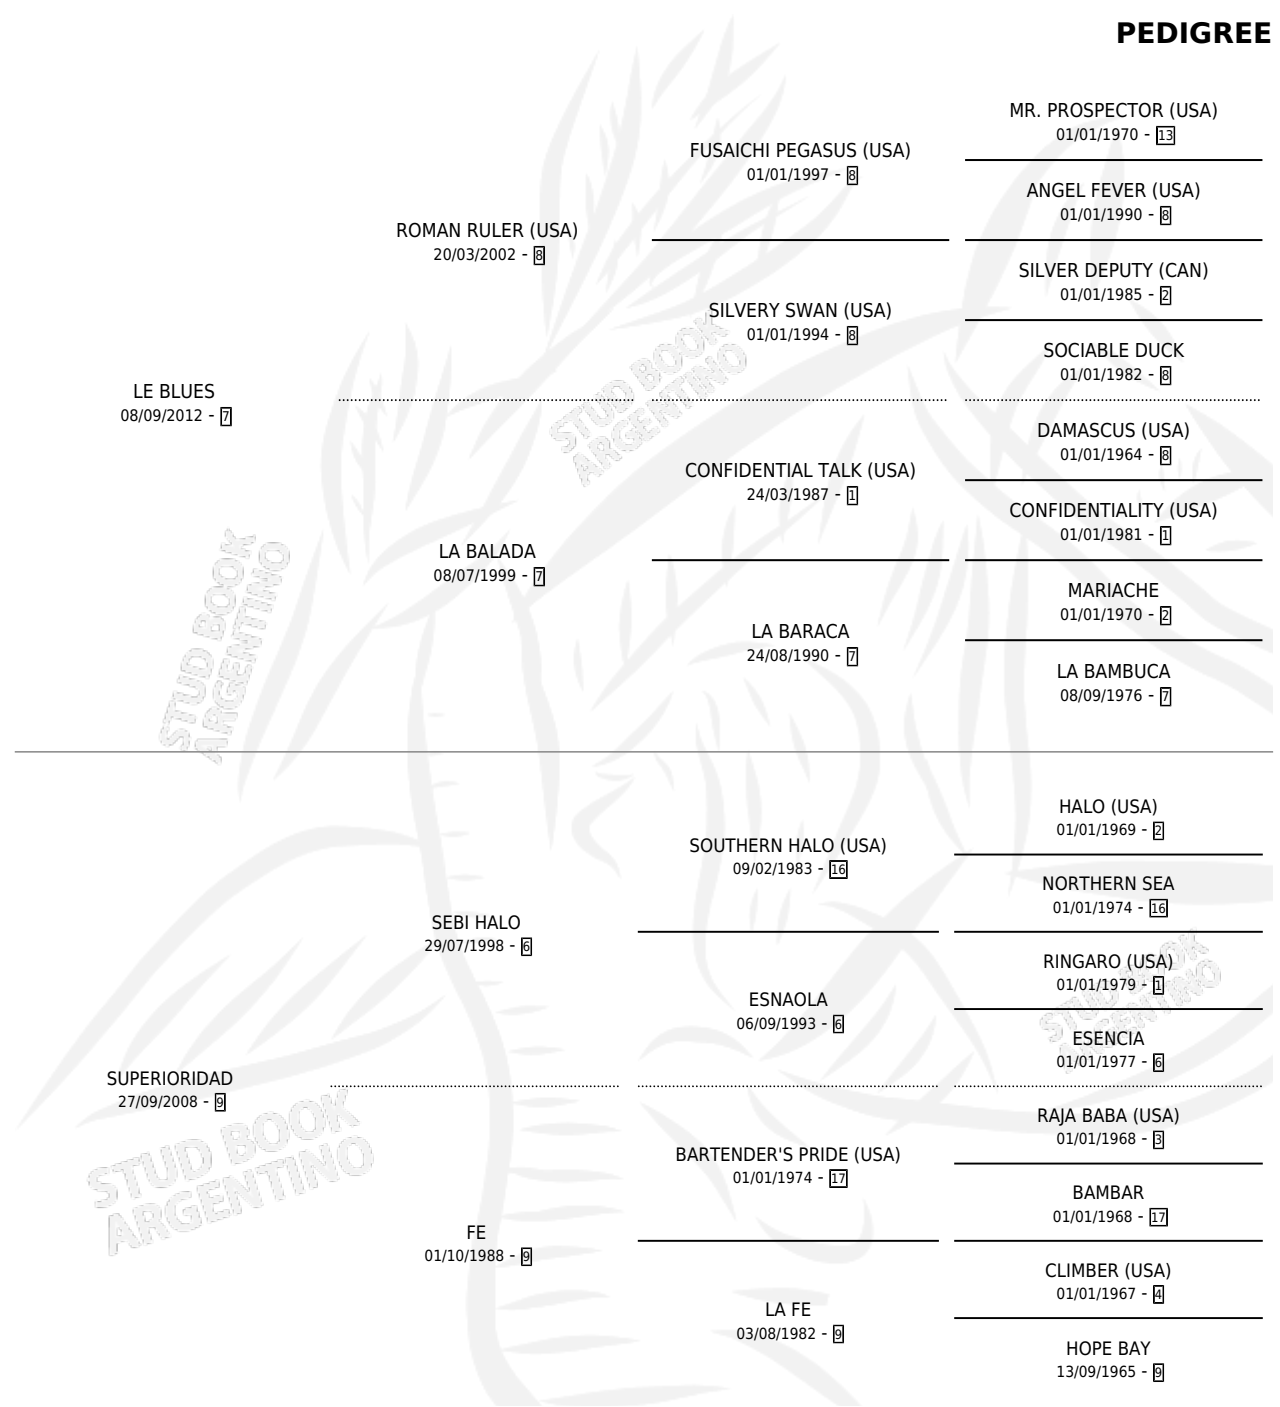 PEDIGREE
MR. PROSPECTOR (USA)
01/01/1970 - 13
FUSAICHI PEGASUS (USA)
01/01/1997 - 8
ANGEL FEVER (USA)
01/01/1990 - 8
ROMAN RULER (USA)
20/03/2002 - 8
SILVER DEPUTY (CAN)
01/01/1985 - 2
SILVERY SWAN (USA)
01/01/1994 - 8
SOCIABLE DUCK
01/01/1982 - 8
LE BLUES
08/09/2012 - 7
STUD BOOK
ARGENTINO
DAMASCUS (USA)
01/01/1964 - 8
CONFIDENTIAL TALK (USA)
24/03/1987 - 1
CONFIDENTIALITY (USA)
01/01/1981 - 1
LA BALADA
08/07/1999 - 7
MARIACHE
01/01/1970 - 2
LA BARACA
24/08/1990 - 7
LA BAMBUCA
08/09/1976 - 7
STUD BOOK
ARGENTINO
HALO (USA)
01/01/1969 - 2
SOUTHERN HALO (USA)
09/02/1983 - 16
NORTHERN SEA
01/01/1974 - 16
SEBI HALO
29/07/1998 - 6
RINGARO (USA)
01/01/1979 - 1
STUD BOOK
ARGENTINO
ESNAOLA
06/09/1993 - 6
ESENCIA
01/01/1977 - 6
SUPERIORIDAD
27/09/2008 - 9
STUD BOOK
ARGENTINO
RAJA BABA (USA)
01/01/1968 - 3
BARTENDER'S PRIDE (USA)
01/01/1974 - 17
BAMBAR
01/01/1968 - 17
FE
01/10/1988 - 9
CLIMBER (USA)
01/01/1967 - 4
LA FE
03/08/1982 - 9
HOPE BAY
13/09/1965 - 9